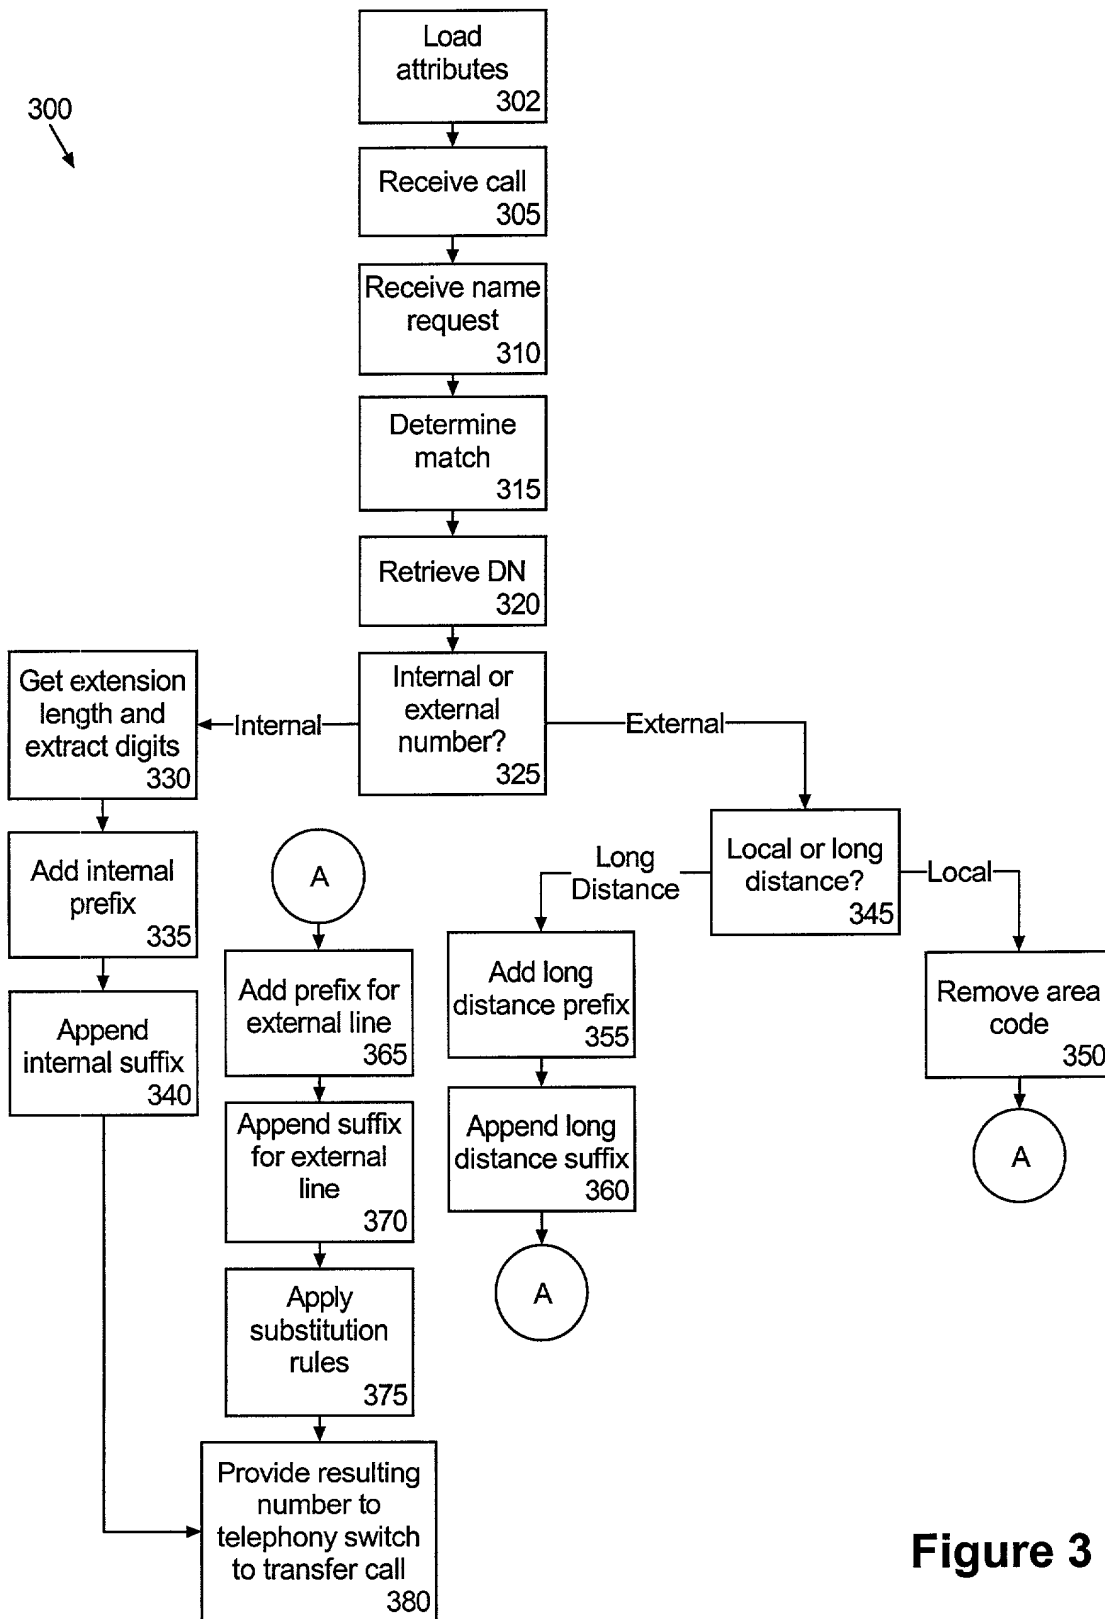 300
Load
attributes
302
Receive call
305
Receive name
request
310
Determine
match
315
Retrieve DN
320
Internal or
external
number?
325
Internal
External
Get extension
length and
extract digits
330
Add internal
prefix
335
Append
internal suffix
340
Local or long
distance?
345
Long
Distance
Local
Remove area
code
350
A
Add long
distance prefix
355
Append long
distance suffix
360
A
A
Add prefix for
external line
365
Append suffix
for external
line
370
Apply
substitution
rules
375
Provide resulting
number to
telephony switch
to transfer call
380
Figure 3